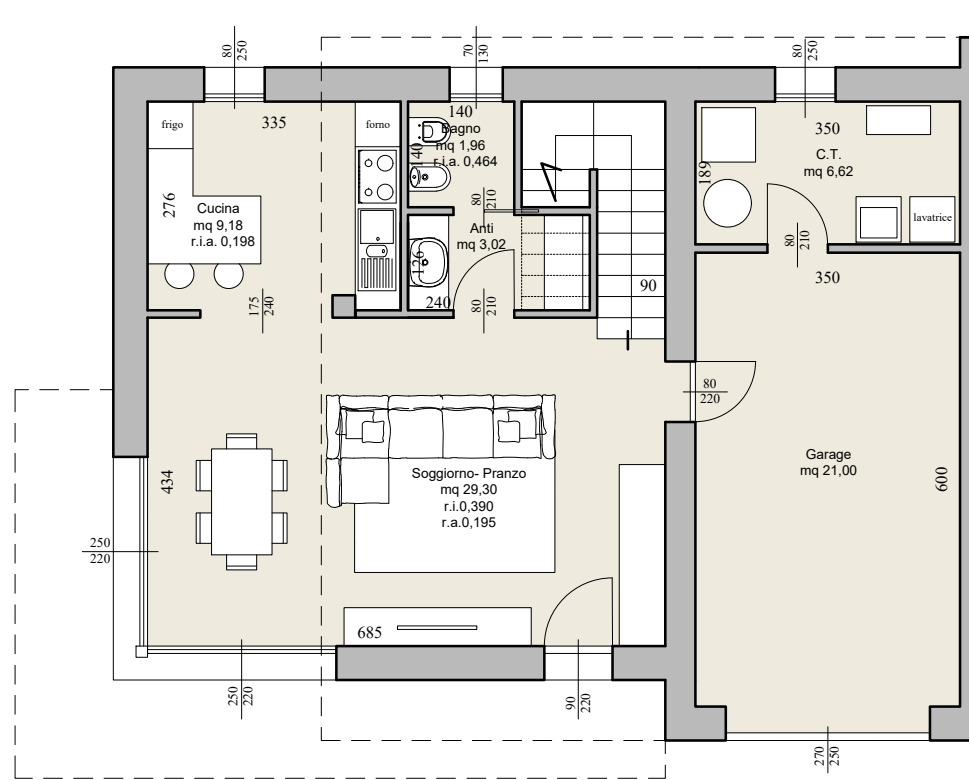 80
250
70
130
80
250
frigo
335
forno
140
Bagno
mq 1,96
r.i.a. 0,464
140
350
C.T.
mq 6,62
189
lavatrice
276
Cucina
mq 9,18
r.i.a. 0,198
80
210
Anti
mq 3,02
126
240
80
210
90
80
210
350
175
240
80
220
434
Soggiorno- Pranzo
mq 29,30
r.i.0,390
r.a.0,195
Garage
mq 21,00
600
250
220
685
250
220
90
220
270
250